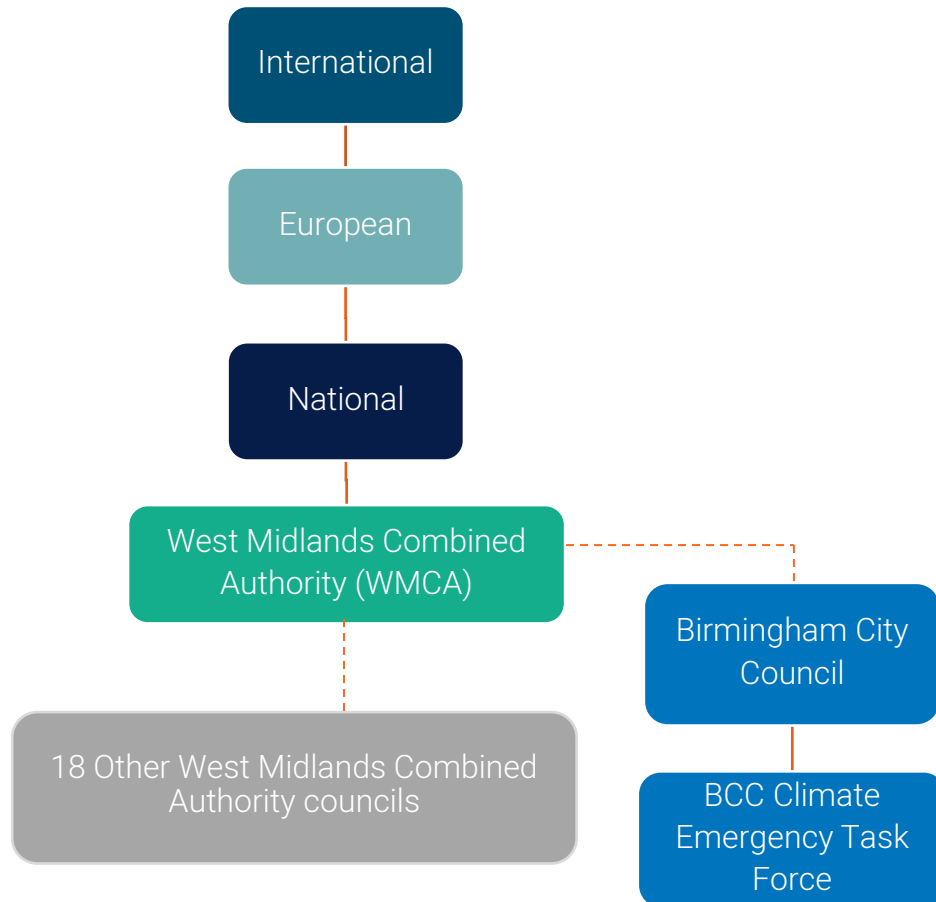 International
European
National
West Midlands Combined
Authority (WMCA)
Birmingham City
Council
18 Other West Midlands Combined
Authority councils
BCC Climate
Emergency Task
Force